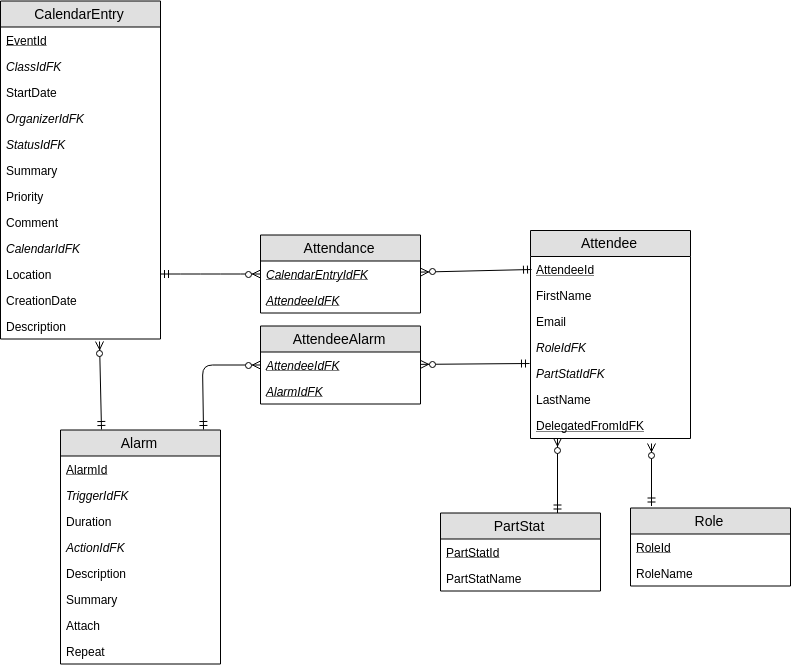 CalendarEntry
EventId
ClassIdFK
StartDate
OrganizerIdFK
StatusIdFK
Summary
Priority
Comment
CalendarIdFK
Location
CreationDate
Description
Attendance
CalendarEntryIdFK
AttendeeIdFK
AttendeeAlarm
AttendeeIdFK
AlarmIdFK
Attendee
AttendeeId
FirstName
Email
RoleIdFK
PartStatIdFK
LastName
DelegatedFromIdFK
Alarm
AlarmId
TriggerIdFK
Duration
ActionIdFK
Description
Summary
Attach
Repeat
PartStat
PartStatId
PartStatName
Role
RoleId
RoleName